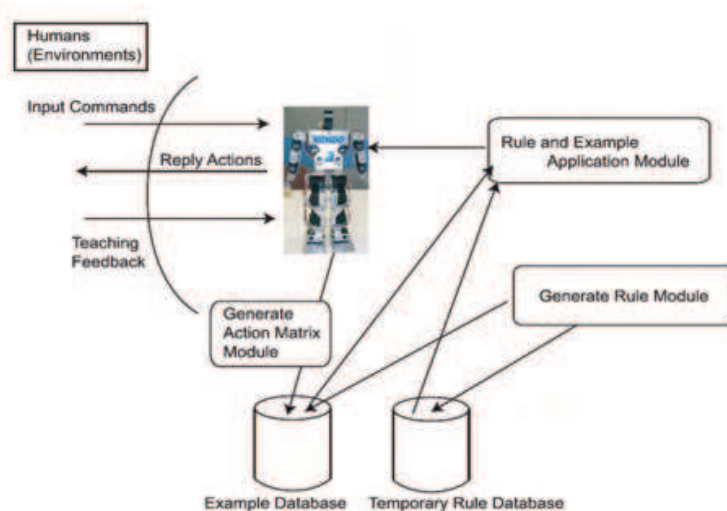 Humans
(Environments)
Input Commands
Reply Actions
Teaching
Feedback
Rule and Example
Application Module
Generate Rule Module
Generate
Action Matrix
Module
Example Database
Temporary Rule Database